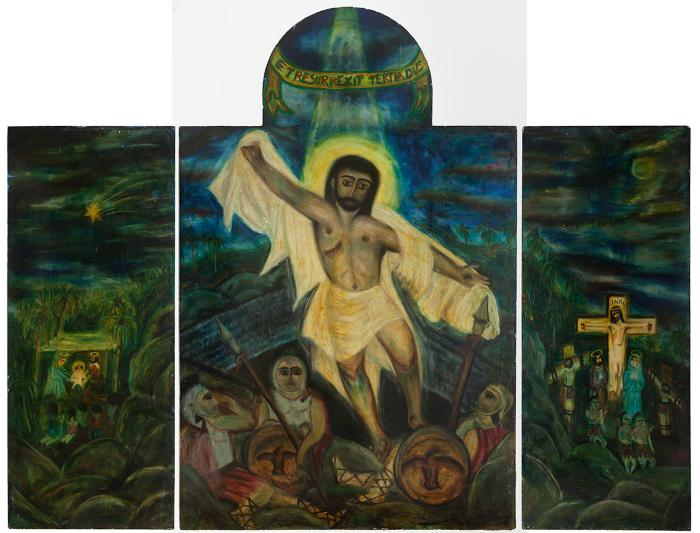 ET RESURREXIT TERTIA DIE
INRI